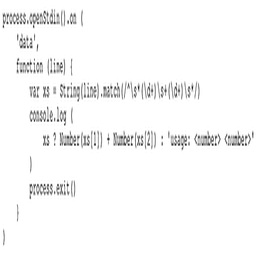 process.openStdin().on (
    'data',
    function (line) {
        var xs = String(line).match(/^\s*(\d+)\s+(\d+)\s*/)
        console.log (
            xs ? Number(xs[1]) + Number(xs[2]) : 'usage: <number> <number>'
        )
        process.exit()
    }
)